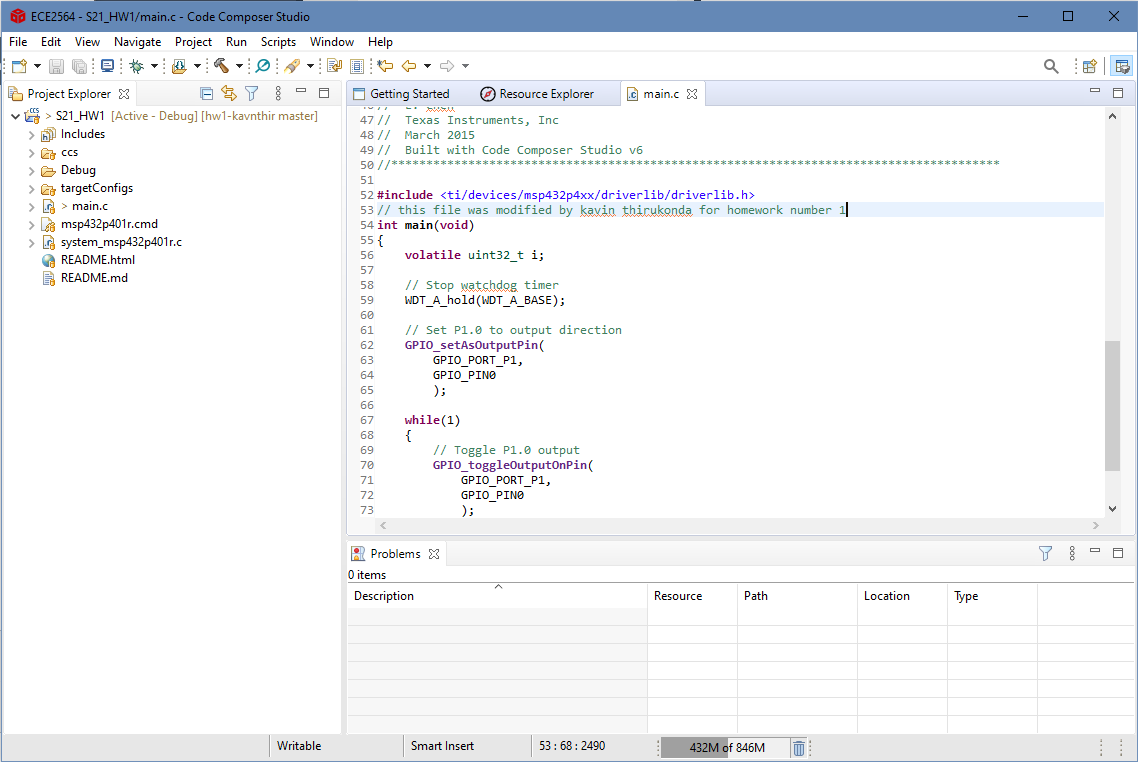 ECE2564 - S21_HW1/main.c - Code Composer Studio
File Edit View Navigate Project Run Scripts Window Help
Project Explorer
Getting Started Resource Explorer main.c
> S21_HW1 [Active - Debug] [hw1-kavnthir master]
Includes
ccs
Debug
targetConfigs
> main.c
msp432p401r.cmd
system_msp432p401r.c
README.html
README.md
47 // Texas Instruments, Inc
48 // March 2015
49 // Built with Code Composer Studio v6
50 //****************************************************************************************
51
52 #include <ti/devices/msp432p4xx/driverlib/driverlib.h>
53 // this file was modified by kavin thirukonda for homework number 1
54 int main(void)
55 {
56     volatile uint32_t i;
57
58     // Stop watchdog timer
59     WDT_A_hold(WDT_A_BASE);
60
61     // Set P1.0 to output direction
62     GPIO_setAsOutputPin(
63         GPIO_PORT_P1,
64         GPIO_PIN0
65         );
66
67     while(1)
68     {
69         // Toggle P1.0 output
70         GPIO_toggleOutputOnPin(
71             GPIO_PORT_P1,
72             GPIO_PIN0
73             );
Problems
0 items
Description Resource Path Location Type
Writable Smart Insert 53 : 68 : 2490 432M of 846M